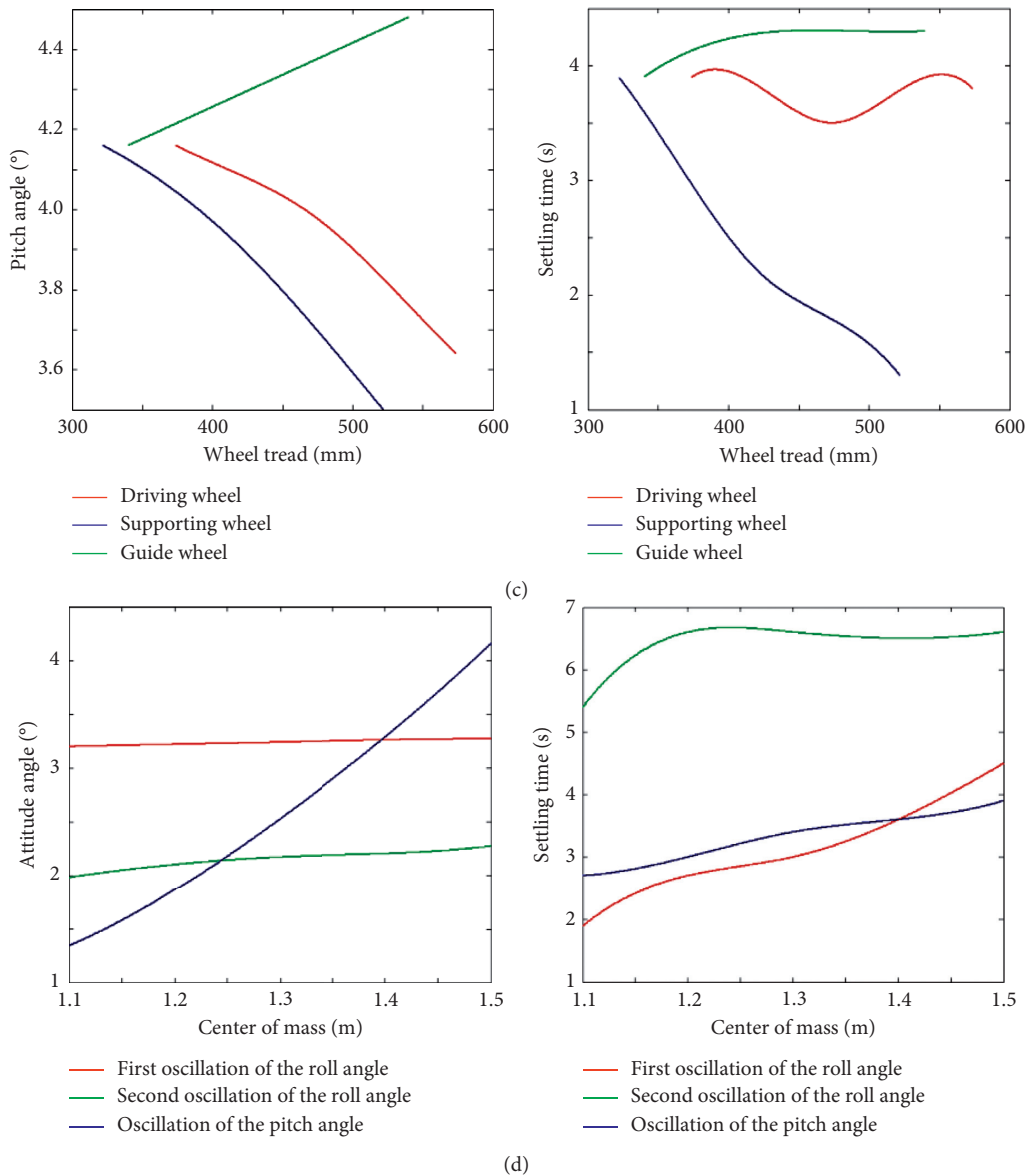 4.4
4.2
4.0
3.8
3.6
Pitch angle (°)
300
400
500
600
Wheel tread (mm)
Driving wheel
Supporting wheel
Guide wheel
5
4
3
2
1
Settling time (s)
300
400
500
600
Wheel tread (mm)
Driving wheel
Supporting wheel
Guide wheel
(c)
4
3
2
1
Attitude angle (°)
1.1
1.2
1.3
1.4
1.5
Center of mass (m)
First oscillation of the roll angle
Second oscillation of the roll angle
Oscillation of the pitch angle
7
6
5
4
3
2
1
Settling time (s)
1.1
1.2
1.3
1.4
1.5
Center of mass (m)
First oscillation of the roll angle
Second oscillation of the roll angle
Oscillation of the pitch angle
(d)